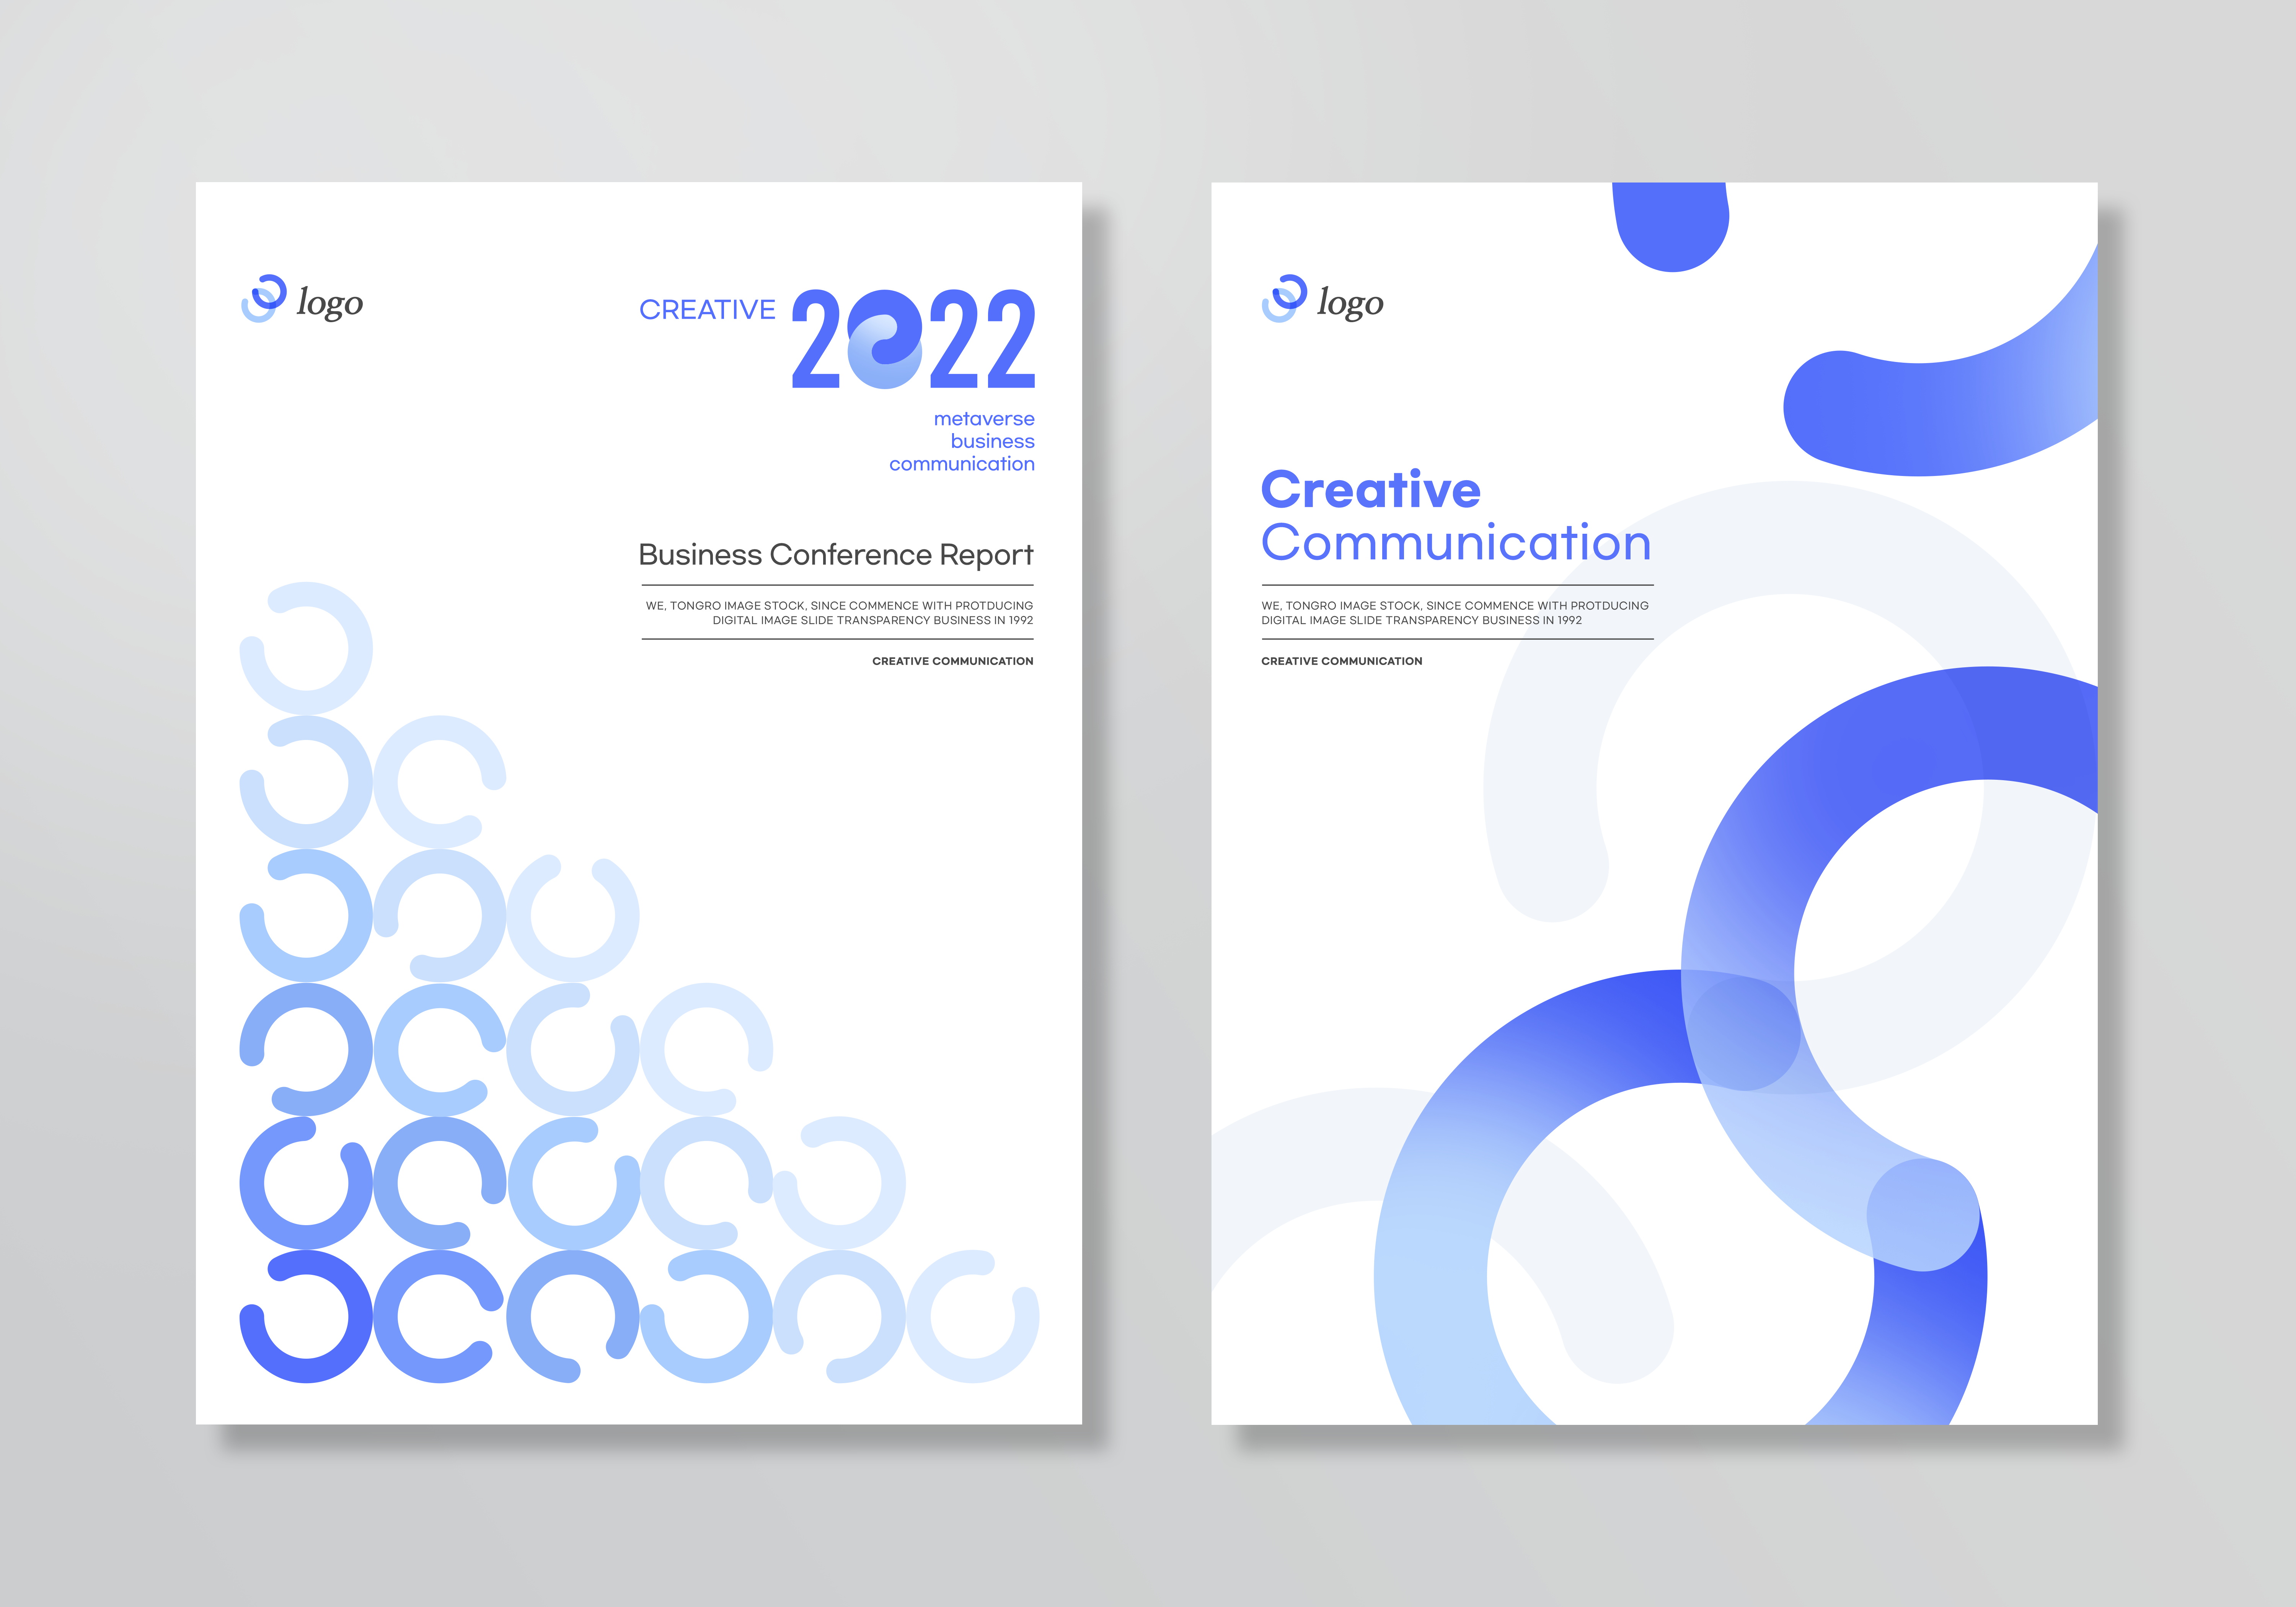 logo
CREATIVE 2022
metaverse
business
communication
Business Conference Report
WE, TONGRO IMAGE STOCK, SINCE COMMENCE WITH PROTDUCING
DIGITAL IMAGE SLIDE TRANSPARENCY BUSINESS IN 1992
CREATIVE COMMUNICATION
logo
Creative
Communication
WE, TONGRO IMAGE STOCK, SINCE COMMENCE WITH PROTDUCING
DIGITAL IMAGE SLIDE TRANSPARENCY BUSINESS IN 1992
CREATIVE COMMUNICATION